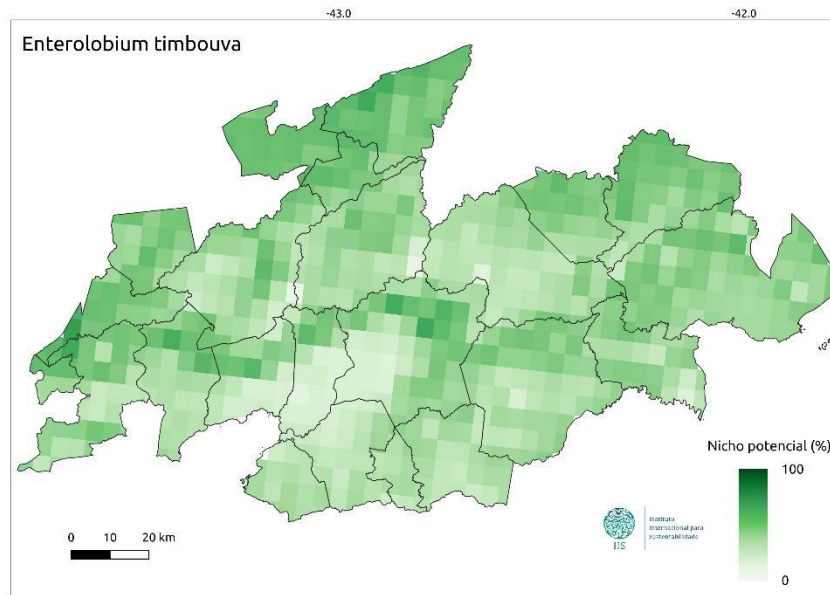 -43.0
-42.0
Enterolobium timbouva
Nicho potencial (%)
100
0
0 10 20 km
IIS
Instituto
Internacional para
Sustentabilidade